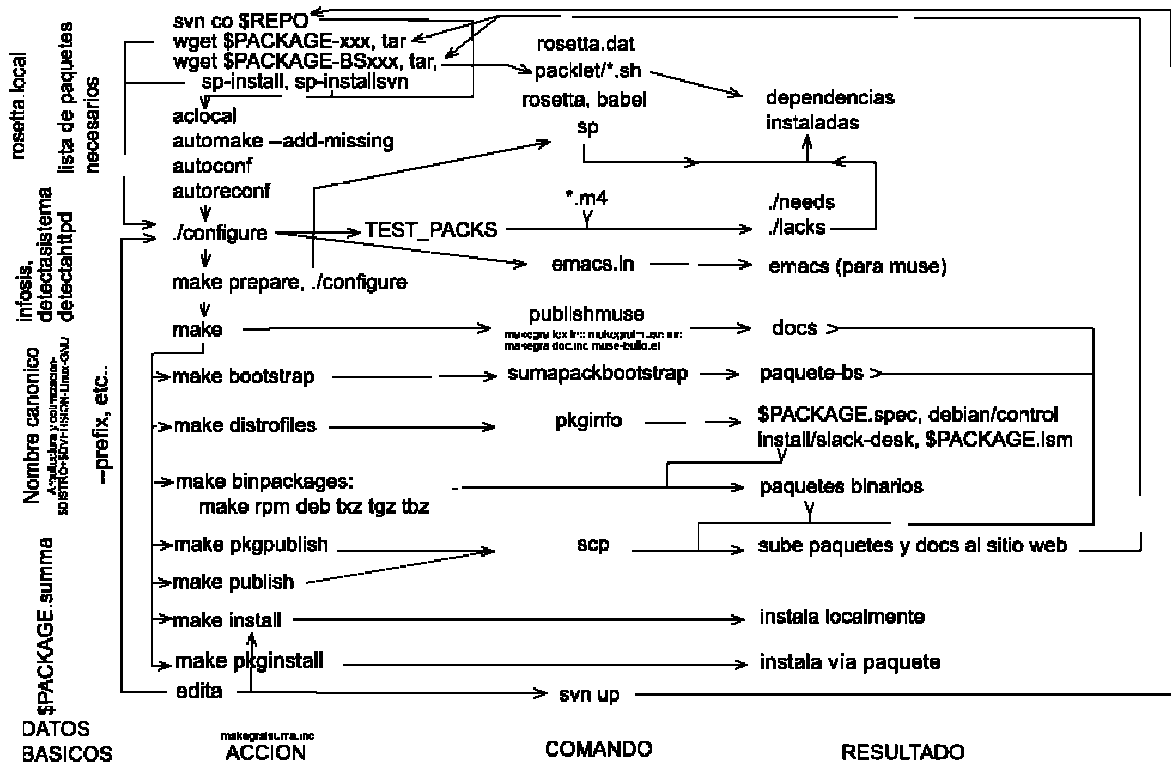 svn co $REPO
wget $PACKAGE-xxx, tar
wget $PACKAGE-BSxxx, tar,
sp-install, sp-installsvn
aclocal
automake –add-missing
autoconf
autoreconf
./configure
make prepare, ./configure
make
make bootstrap
make distrofiles
make binpackages:
make rpm deb txz tgz tbz
make pkgpublish
make publish
make install
make pkginstall
edita
rosetta.dat
packlet/*.sh
rosetta, babel
sp
*.m4
TEST_PACKS
emacs.in
publishmuse
sumapackbootstrap
pkginfo
scp
svn up
dependencias
instaladas
./needs
./lacks
emacs (para muse)
docs
paquete-bs
$PACKAGE.spec, debian/control
install/slack-desk, $PACKAGE.lsm
paquetes binarios
sube paquetes y docs al sitio web
instala localmente
instala via paquete
rosetta.local
lista de paquetes
necesarios
infosis,
detectasistema
detectahttpd
Nombre canonico
--prefix, etc..
$PACKAGE.summa
DATOS
BASICOS
ACCION
COMANDO
RESULTADO